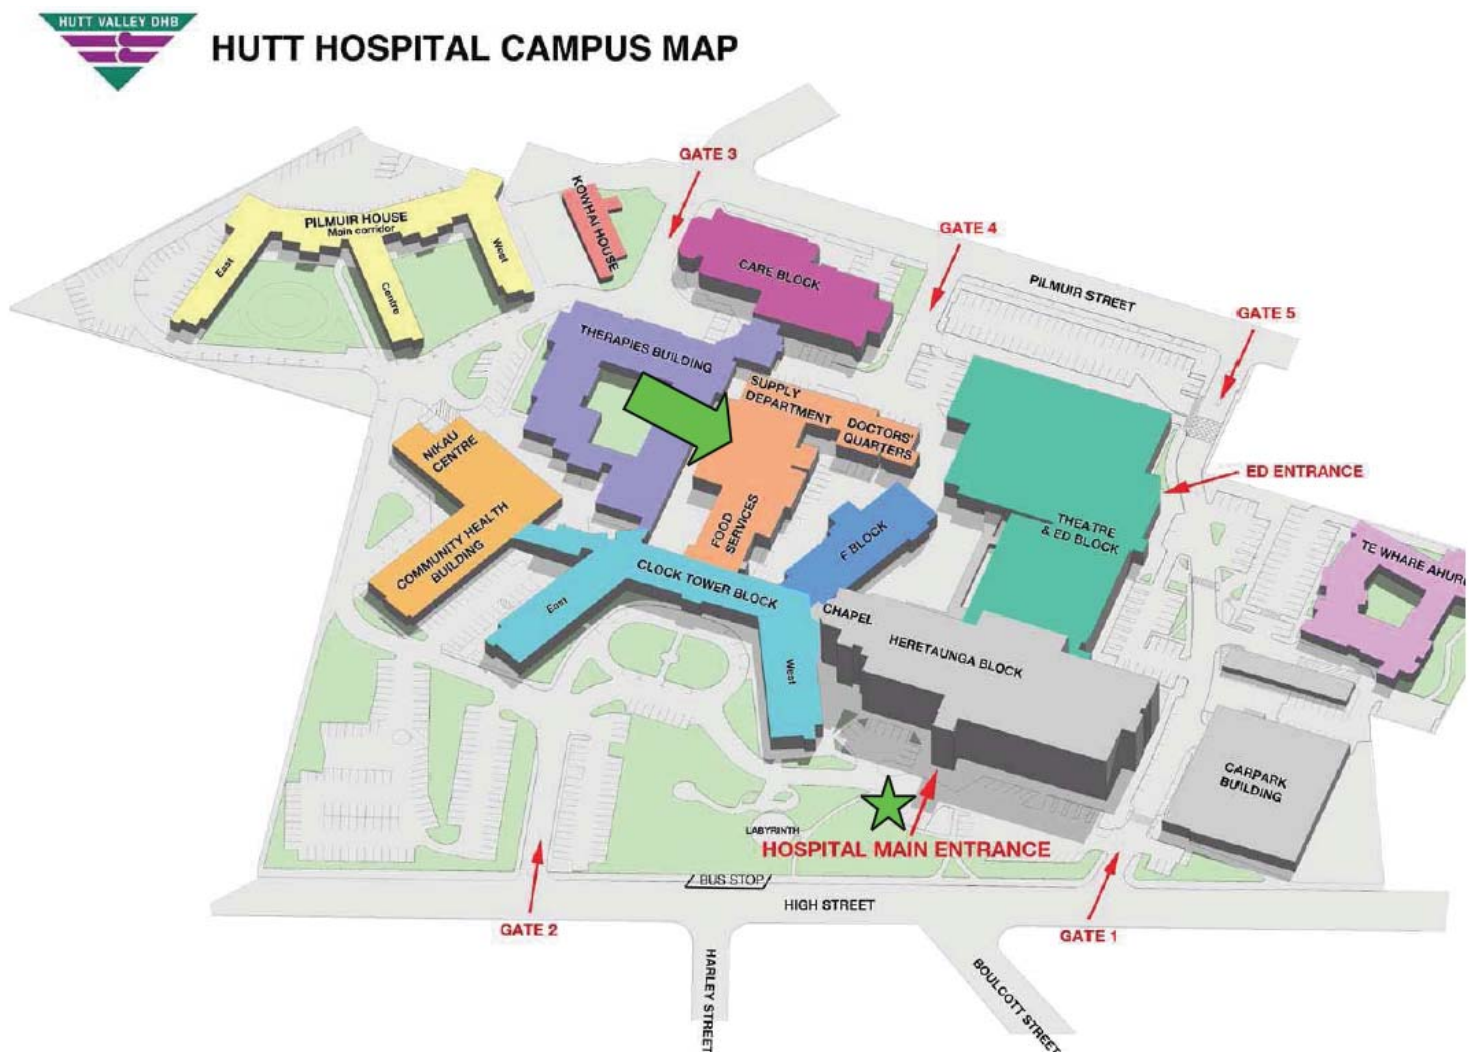 HUTT VALLEY DHB
HUTT HOSPITAL CAMPUS MAP
GATE 3
KOWHAI HOUSE
PILMUIR HOUSE
Main corridor
East
Centre
West
CARE BLOCK
GATE 4
PILMUIR STREET
GATE 5
THERAPIES BUILDING
SUPPLY
DEPARTMENT
DOCTORS'
QUARTERS
NIKAU
CENTRE
ED ENTRANCE
FOOD
SERVICES
F BLOCK
THEATRE
& ED BLOCK
COMMUNITY HEALTH
BUILDING
TE WHARE
CLOCK TOWER BLOCK
East
West
CHAPEL
HERETAUNGA BLOCK
CARPARK
BUILDING
LABYRINTH
HOSPITAL MAIN ENTRANCE
BUS STOP
HIGH STREET
GATE 2
GATE 1
HARLEY STREET
BOULCOTT STREET